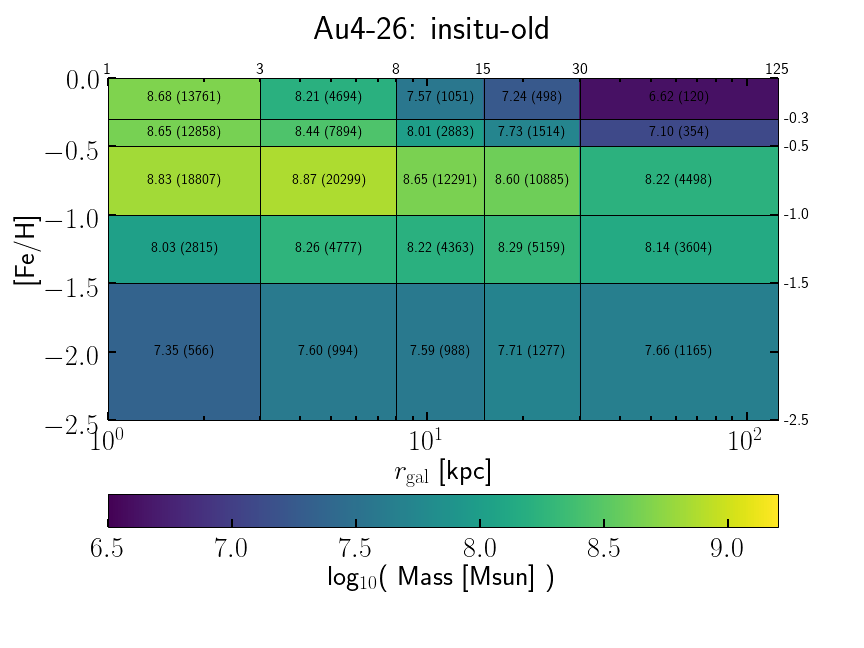 Au4-26: insitu-old
1 3 8 15 30 125
0.0
8.68 (13761) 8.21 (4694) 7.57 (1051) 7.24 (498) 6.62 (120)
-0.3
8.65 (12858) 8.44 (7894) 8.01 (2883) 7.73 (1514) 7.10 (354)
−0.5 -0.5
8.83 (18807) 8.87 (20299) 8.65 (12291) 8.60 (10885) 8.22 (4498)
−1.0 -1.0
[Fe/H]
8.03 (2815) 8.26 (4777) 8.22 (4363) 8.29 (5159) 8.14 (3604)
−1.5 -1.5
7.35 (566) 7.60 (994) 7.59 (988) 7.71 (1277) 7.66 (1165)
−2.0
−2.5 -2.5
10⁰ 10¹ 10²
r_gal [kpc]
6.5 7.0 7.5 8.0 8.5 9.0
log₁₀( Mass [Msun] )